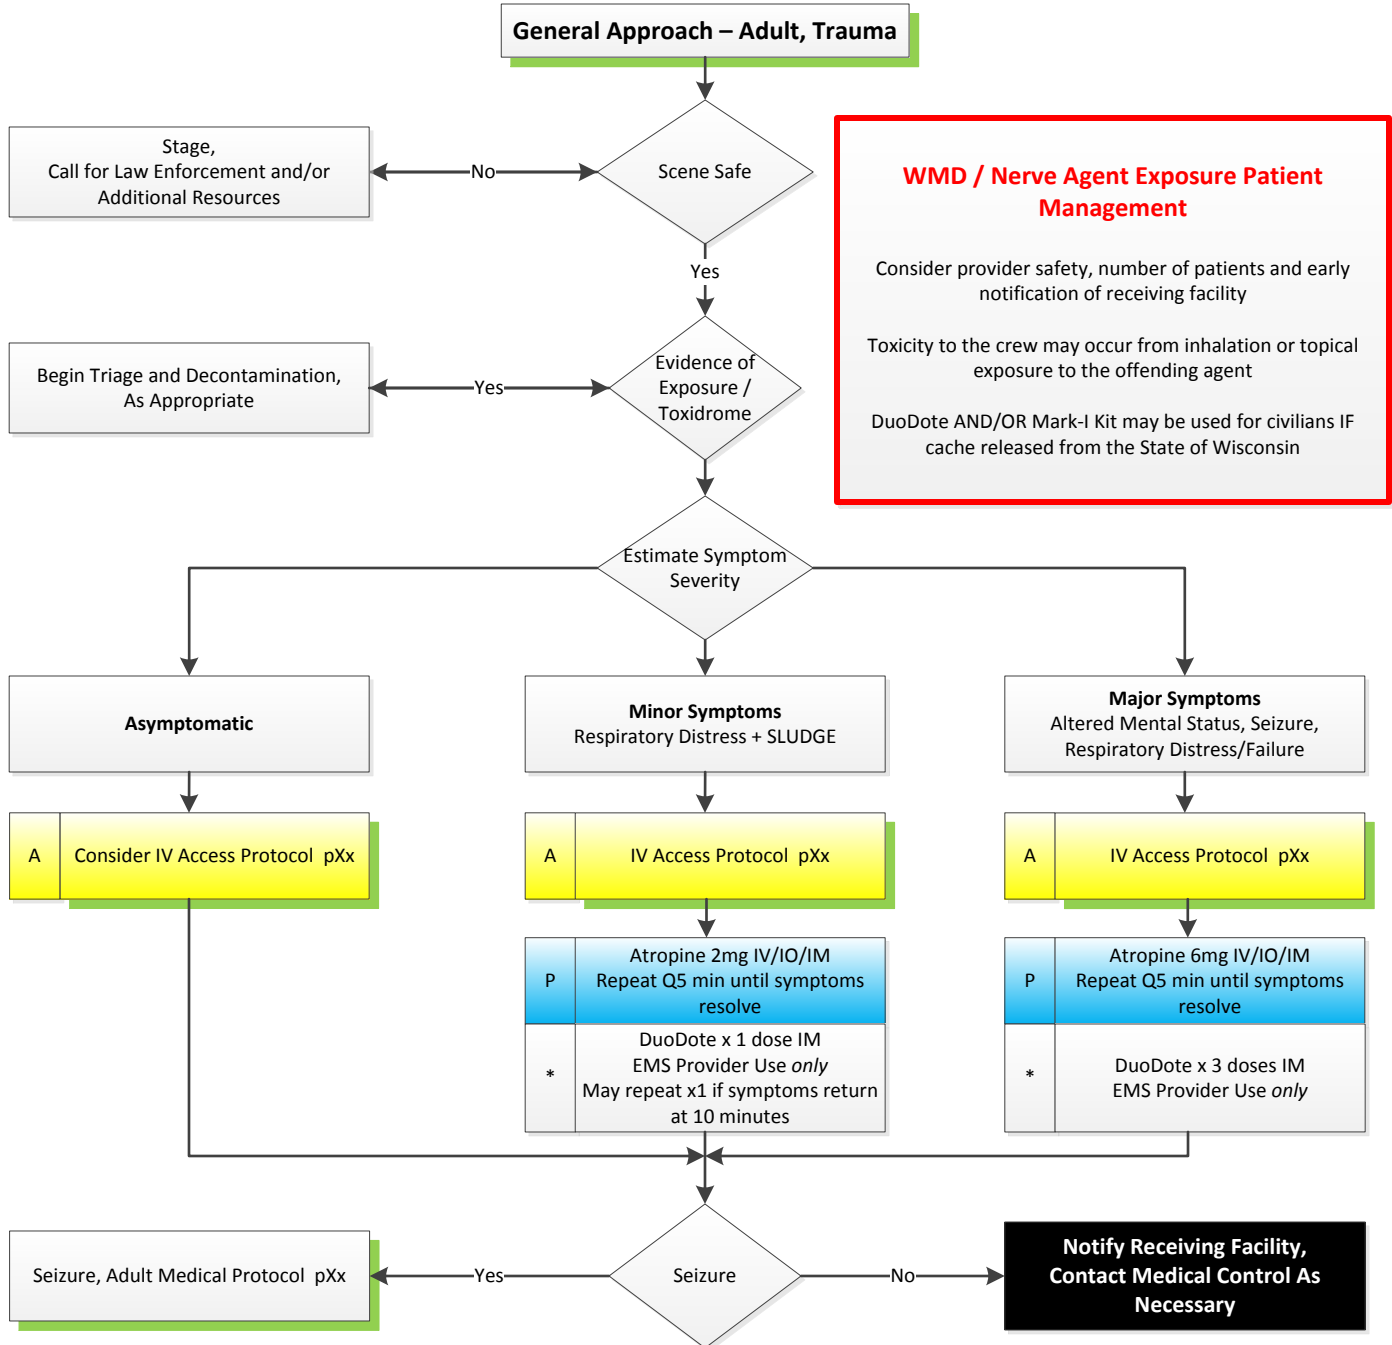 General Approach – Adult, Trauma
Stage,
Call for Law Enforcement and/or
Additional Resources
No
Scene Safe
Yes
WMD / Nerve Agent Exposure Patient
Management
Consider provider safety, number of patients and early
notification of receiving facility
Toxicity to the crew may occur from inhalation or topical
exposure to the offending agent
DuoDote AND/OR Mark-I Kit may be used for civilians IF
cache released from the State of Wisconsin
Begin Triage and Decontamination,
As Appropriate
Yes
Evidence of
Exposure /
Toxidrome
Estimate Symptom
Severity
Asymptomatic
Minor Symptoms
Respiratory Distress + SLUDGE
Major Symptoms
Altered Mental Status, Seizure,
Respiratory Distress/Failure
A
Consider IV Access Protocol pXx
A
IV Access Protocol pXx
A
IV Access Protocol pXx
P
Atropine 2mg IV/IO/IM
Repeat Q5 min until symptoms
resolve
*
DuoDote x 1 dose IM
EMS Provider Use only
May repeat x1 if symptoms return
at 10 minutes
P
Atropine 6mg IV/IO/IM
Repeat Q5 min until symptoms
resolve
*
DuoDote x 3 doses IM
EMS Provider Use only
Seizure, Adult Medical Protocol pXx
Yes
Seizure
No
Notify Receiving Facility,
Contact Medical Control As
Necessary